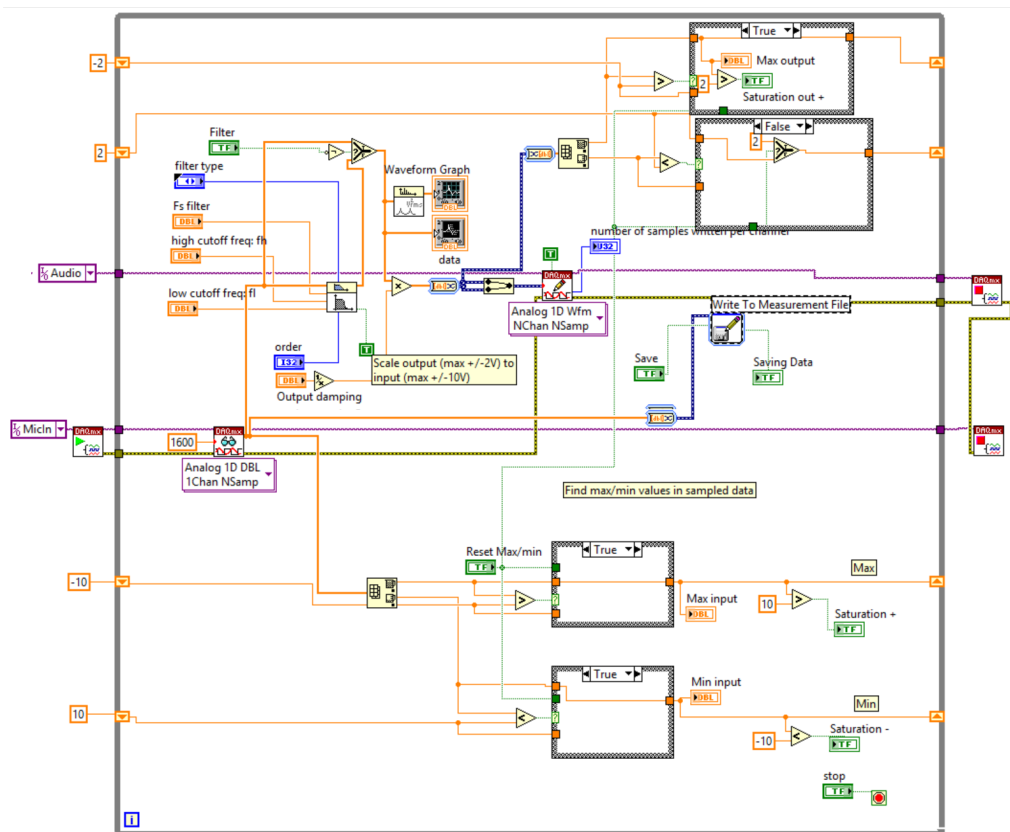 True
-2
DBL
Max output
2
TF
Saturation out +
False
2
2
Filter
TF
filter type
Fs filter
DBL
high cutoff freq: fh
DBL
low cutoff freq: fl
DBL
order
I32
DBL
Output damping
Waveform Graph
DBL
DBL
data
T
Scale output (max +/-2V) to
input (max +/-10V)
number of samples written per channel
U32
T
DAQmx
Analog 1D Wfm
NChan NSamp
Write To Measurement File
Save
TF
Saving Data
TF
I/O Audio
DAQmx
I/O MicIn
DAQmx
1600
DAQmx
Analog 1D DBL
1Chan NSamp
DAQmx
Find max/min values in sampled data
Reset Max/min
TF
True
-10
Max
Max input
DBL
10
Saturation +
TF
True
10
Min input
DBL
Min
-10
Saturation -
TF
stop
TF
i